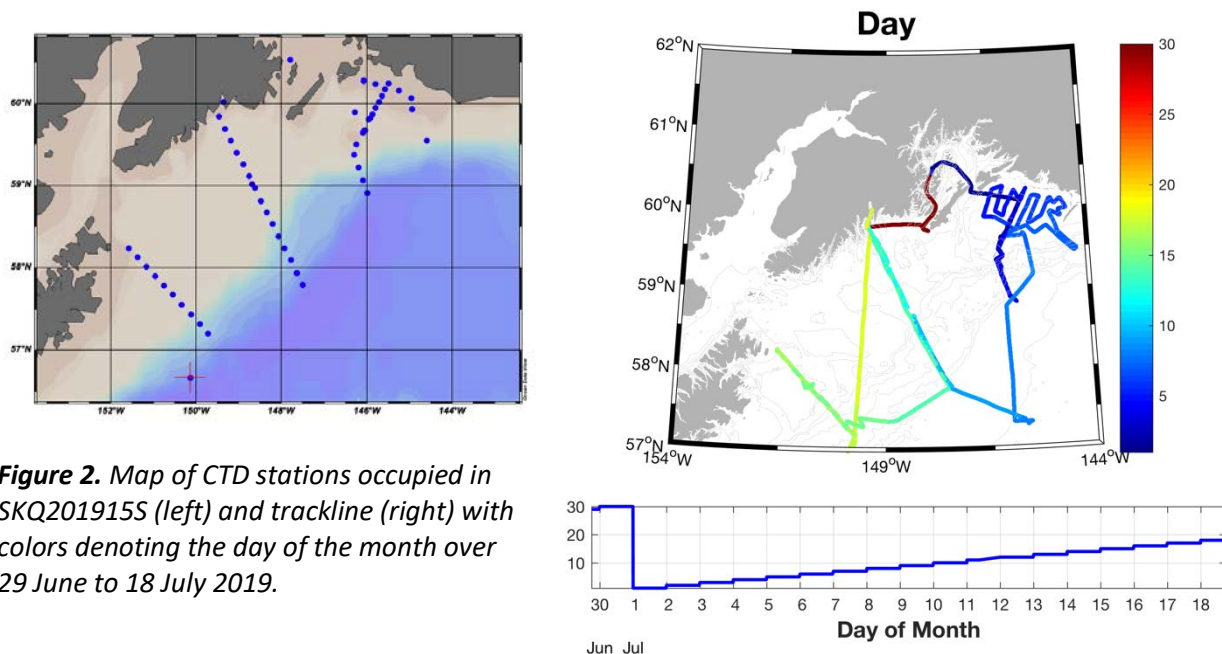 60°N
59°N
58°N
57°N
152°W
150°W
148°W
146°W
144°W
Figure 2. Map of CTD stations occupied in
SKQ201915S (left) and trackline (right) with
colors denoting the day of the month over
29 June to 18 July 2019.
Day
62°N
61°N
60°N
59°N
58°N
57°N
154°W
149°W
144°W
30
25
20
15
10
5
30
20
10
30 1 2 3 4 5 6 7 8 9 10 11 12 13 14 15 16 17 18
Day of Month
Jun Jul